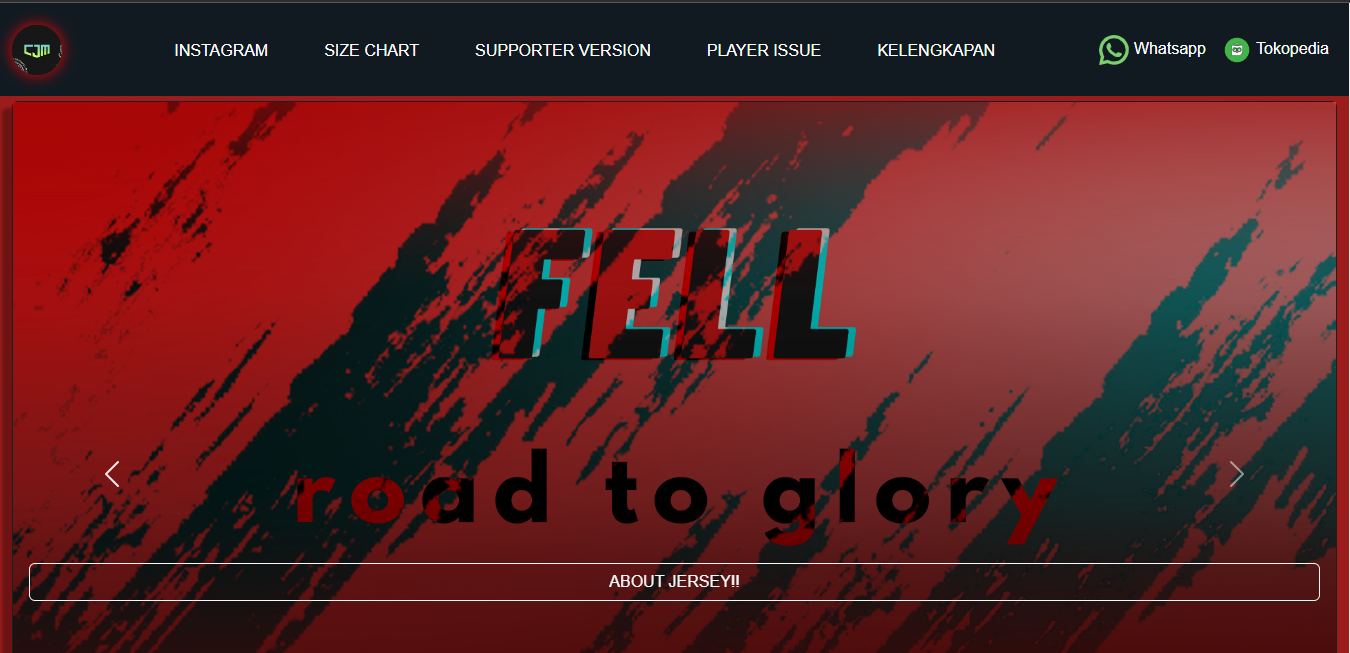 CJM
INSTAGRAM SIZE CHART SUPPORTER VERSION PLAYER ISSUE KELENGKAPAN Whatsapp Tokopedia
FELL
road to glory
ABOUT JERSEY!!